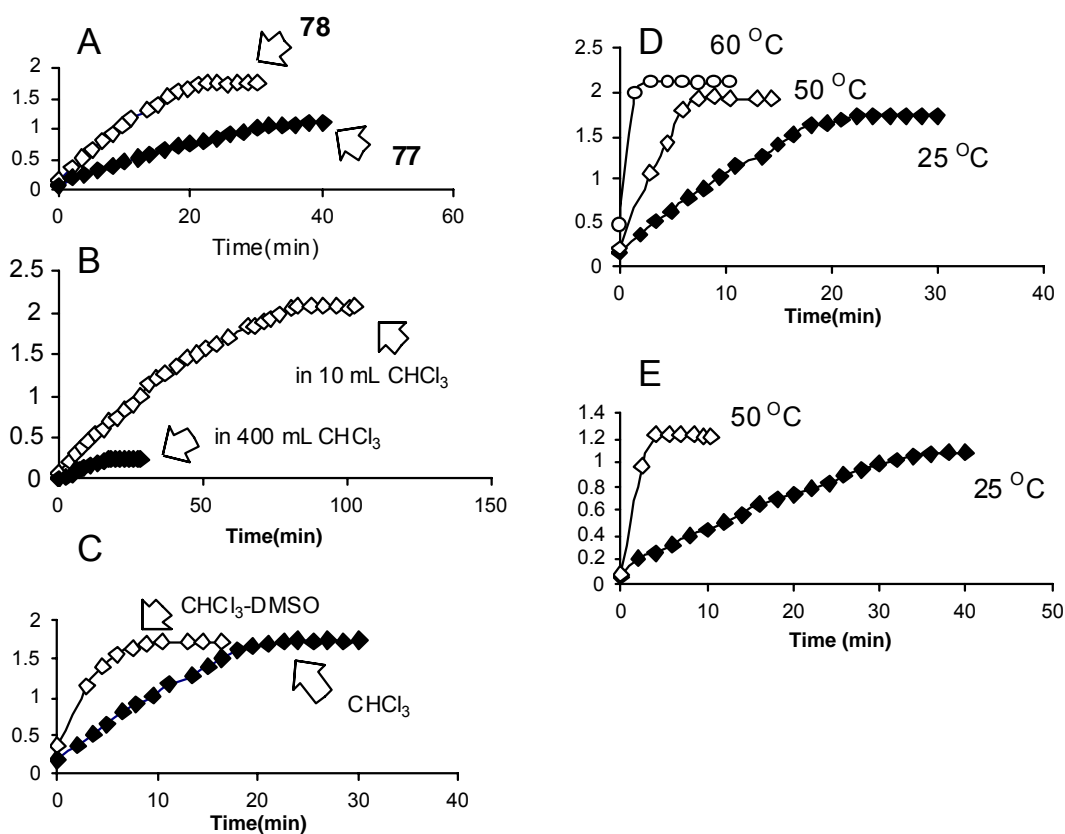 A
78
2
1.5
1
0.5
0
77
0 20 40 60
Time(min)
B
2.5
2
1.5
1
0.5
0
in 10 mL CHCl₃
in 400 mL CHCl₃
0 50 100 150
Time(min)
C
2
1.5
1
0.5
0
CHCl₃-DMSO
CHCl₃
0 10 20 30 40
Time(min)
D
60 °C
50 °C
25 °C
2.5
2
1.5
1
0.5
0
0 10 20 30 40
Time(min)
E
50 °C
25 °C
1.4
1.2
1
0.8
0.6
0.4
0.2
0
0 10 20 30 40 50
Time (min)